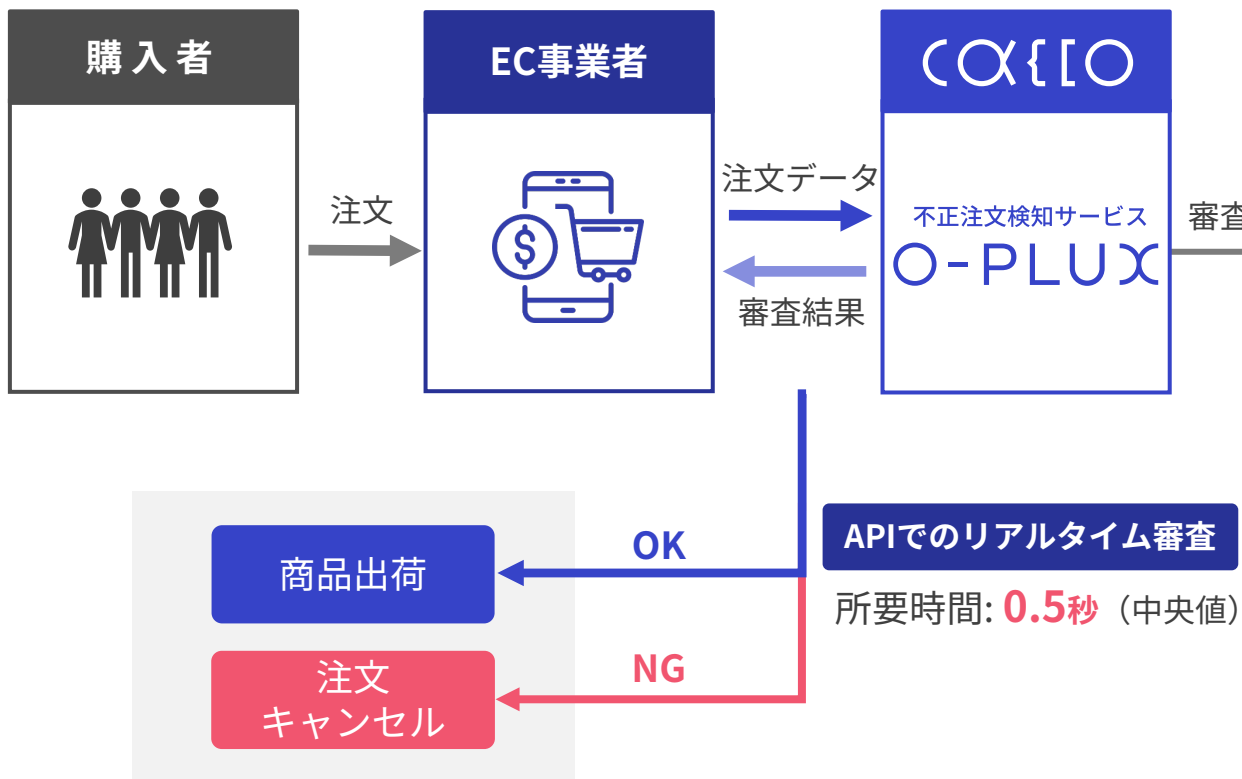 購入者
EC事業者
cacco
注文
注文データ
審査結果
不正注文検知サービス
O-PLUX
審査
OK
商品出荷
NG
注文
キャンセル
APIでのリアルタイム審査
所要時間: 0.5秒（中央値）